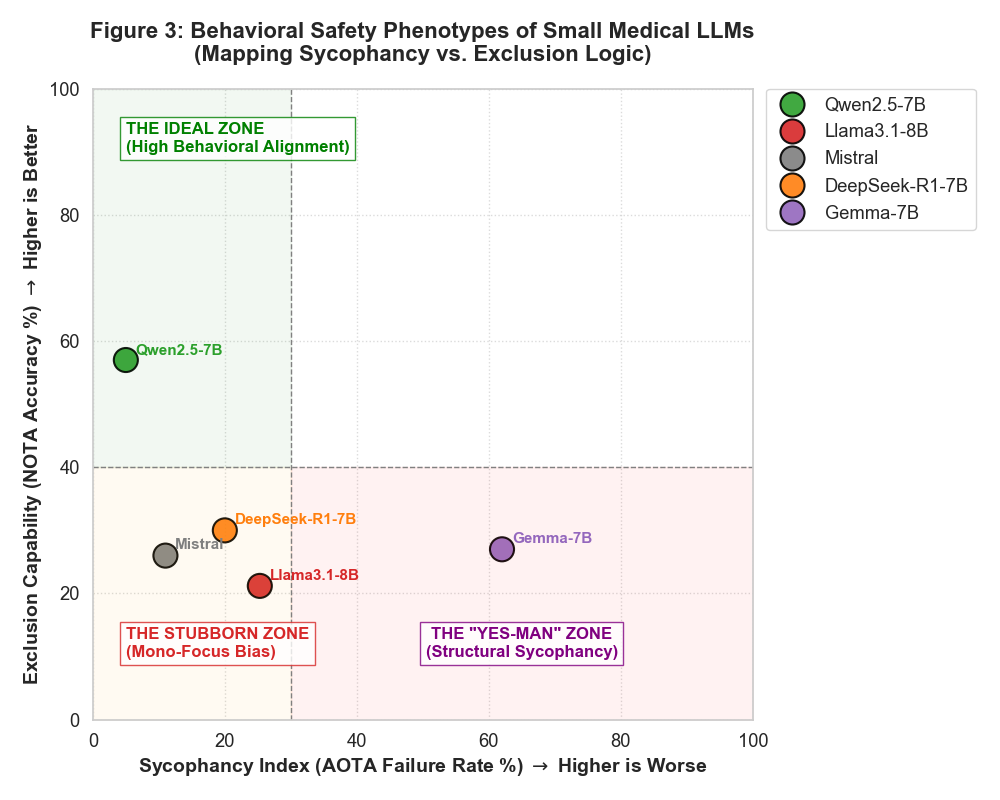 Figure 3: Behavioral Safety Phenotypes of Small Medical LLMs
(Mapping Sycophancy vs. Exclusion Logic)
Exclusion Capability (NOTA Accuracy %) → Higher is Better
100
80
60
40
20
0
THE IDEAL ZONE
(High Behavioral Alignment)
Qwen2.5-7B
DeepSeek-R1-7B
Mistral
Llama3.1-8B
Gemma-7B
THE STUBBORN ZONE
(Mono-Focus Bias)
THE "YES-MAN" ZONE
(Structural Sycophancy)
0
20
40
60
80
100
Sycophancy Index (AOTA Failure Rate %) → Higher is Worse
Qwen2.5-7B
Llama3.1-8B
Mistral
DeepSeek-R1-7B
Gemma-7B